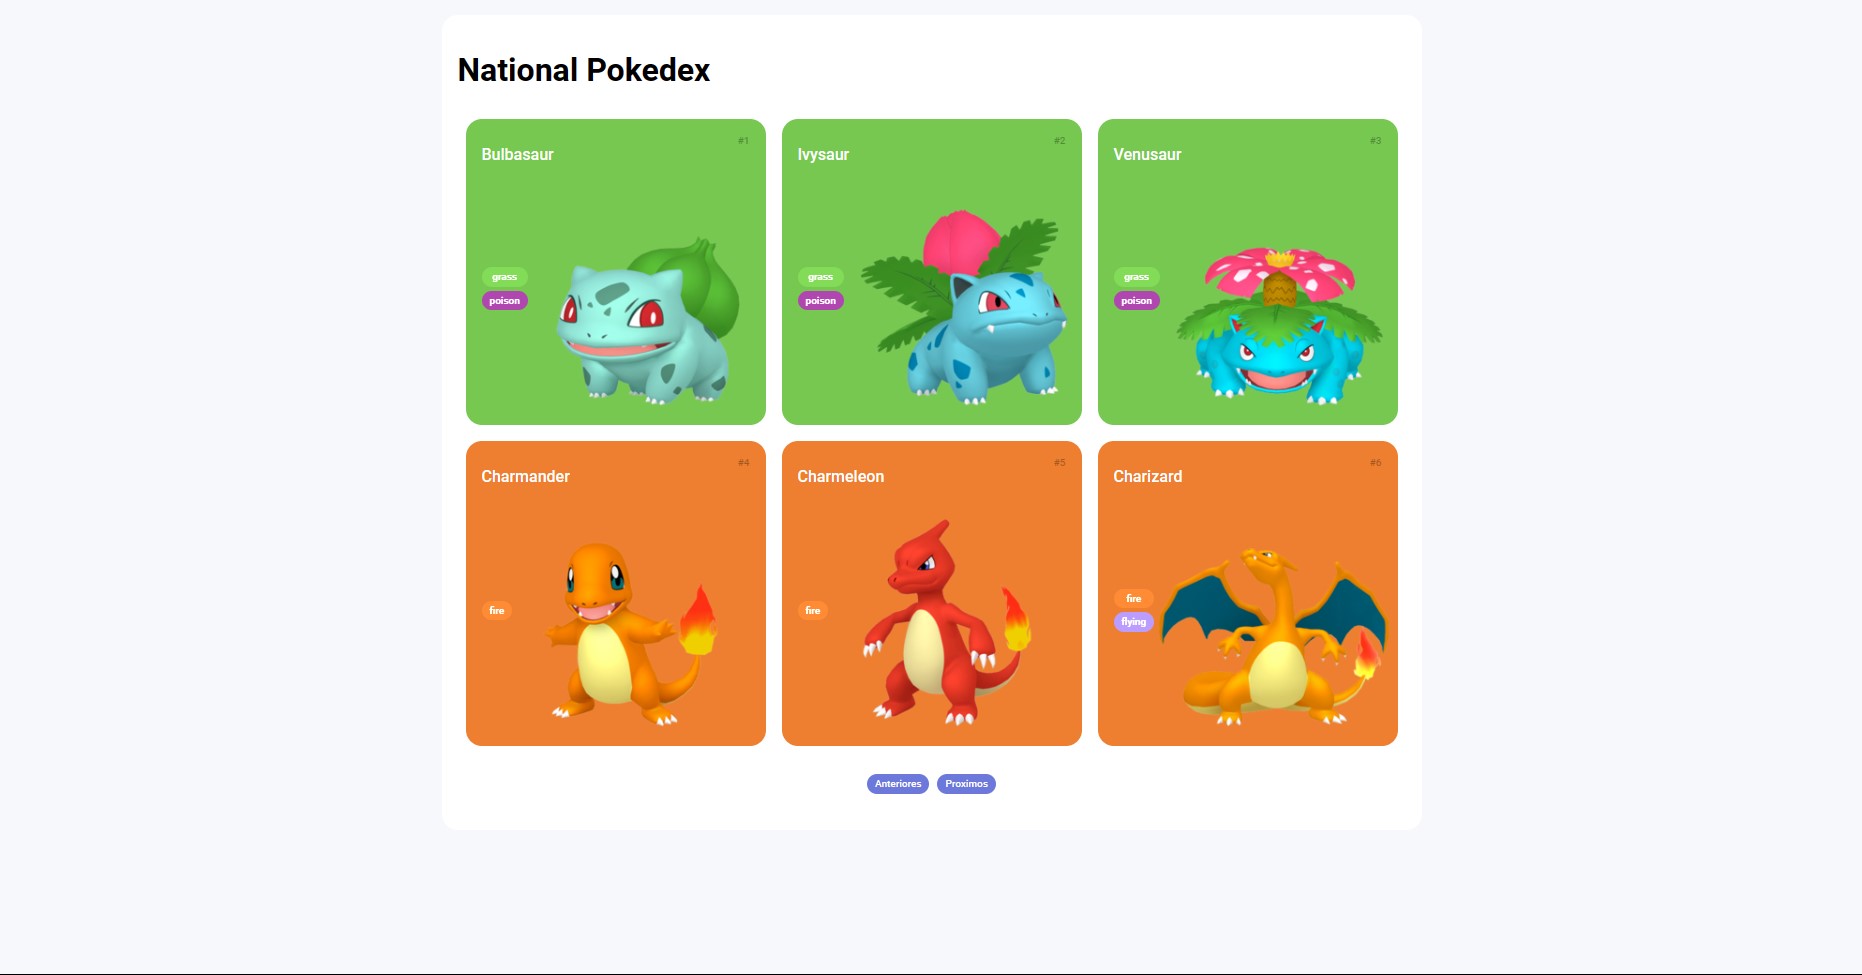 National Pokedex
#1
Bulbasaur
grass
poison
#2
Ivysaur
grass
poison
#3
Venusaur
grass
poison
#4
Charmander
fire
#5
Charmeleon
fire
#6
Charizard
fire
flying
Anteriores
Proximos